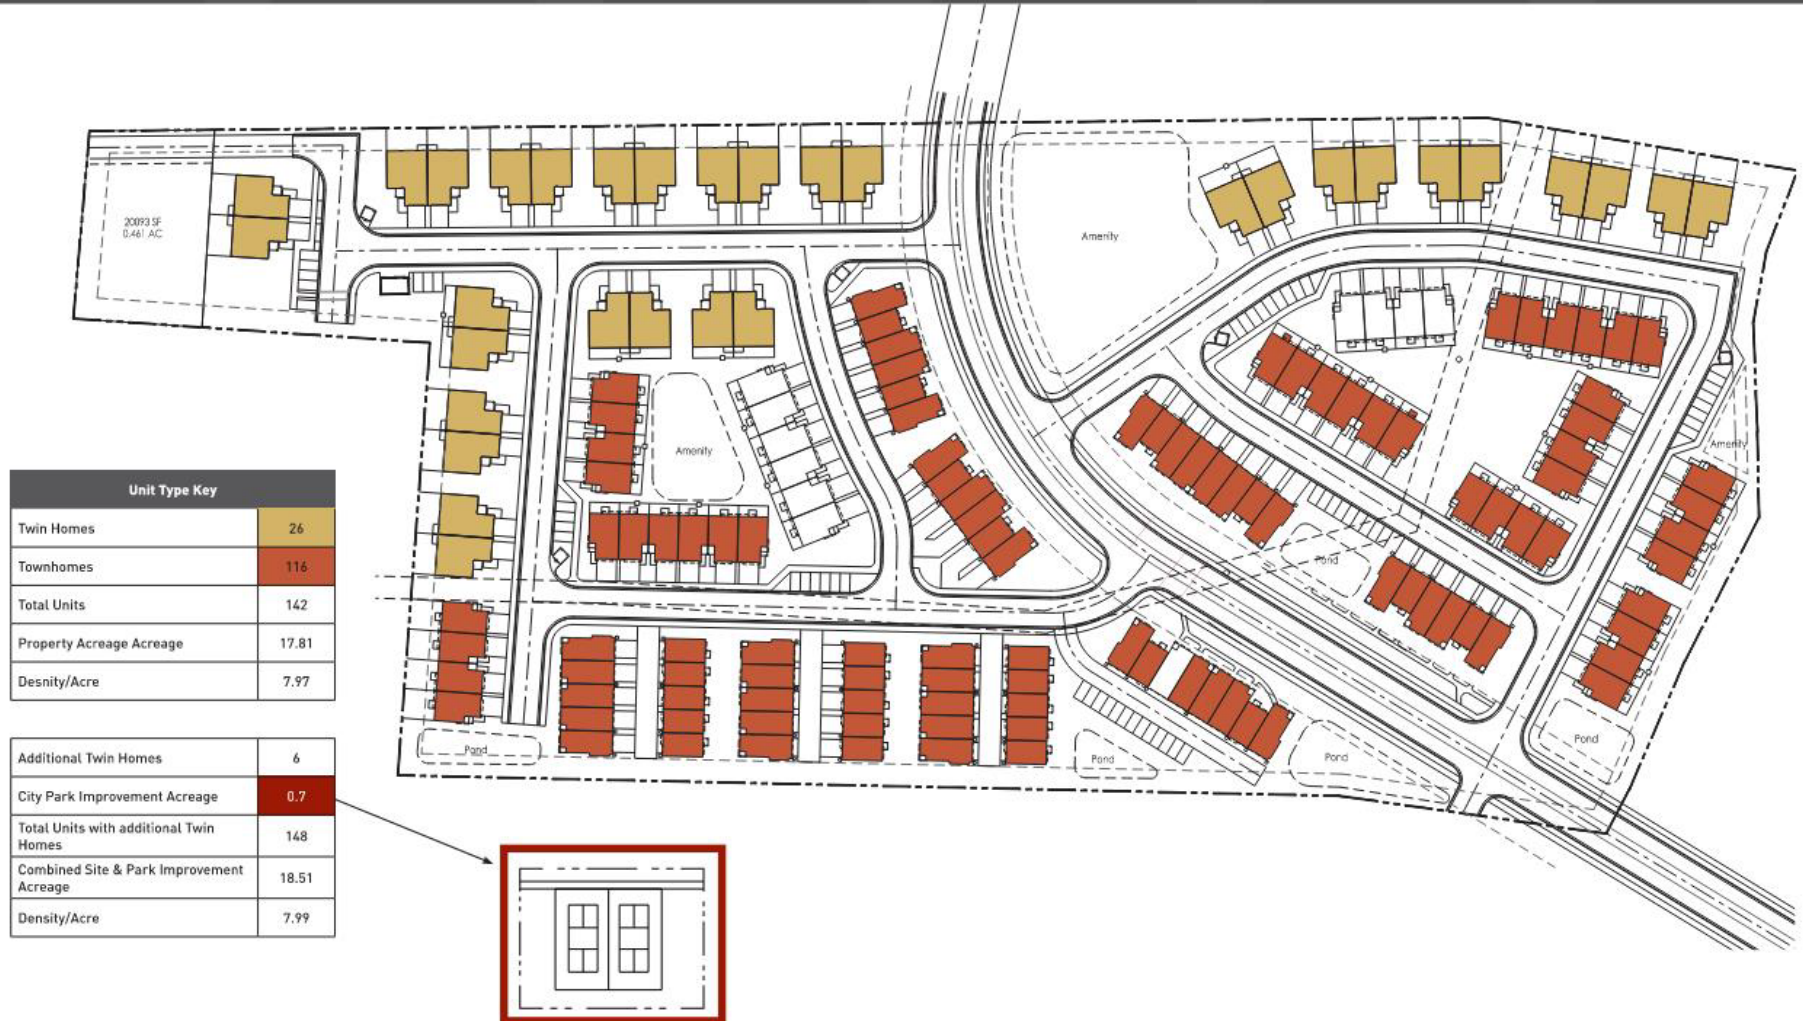 20093 SF
0.461 AC
Amenity
Amenity
Amenity
Pond
Pond
Pond
Pond
Pond
Unit Type Key
Twin Homes 26
Townhomes 116
Total Units 142
Property Acreage Acreage 17.81
Desnity/Acre 7.97
Additional Twin Homes 6
City Park Improvement Acreage 0.7
Total Units with additional Twin
Homes 148
Combined Site & Park Improvement
Acreage 18.51
Density/Acre 7.99